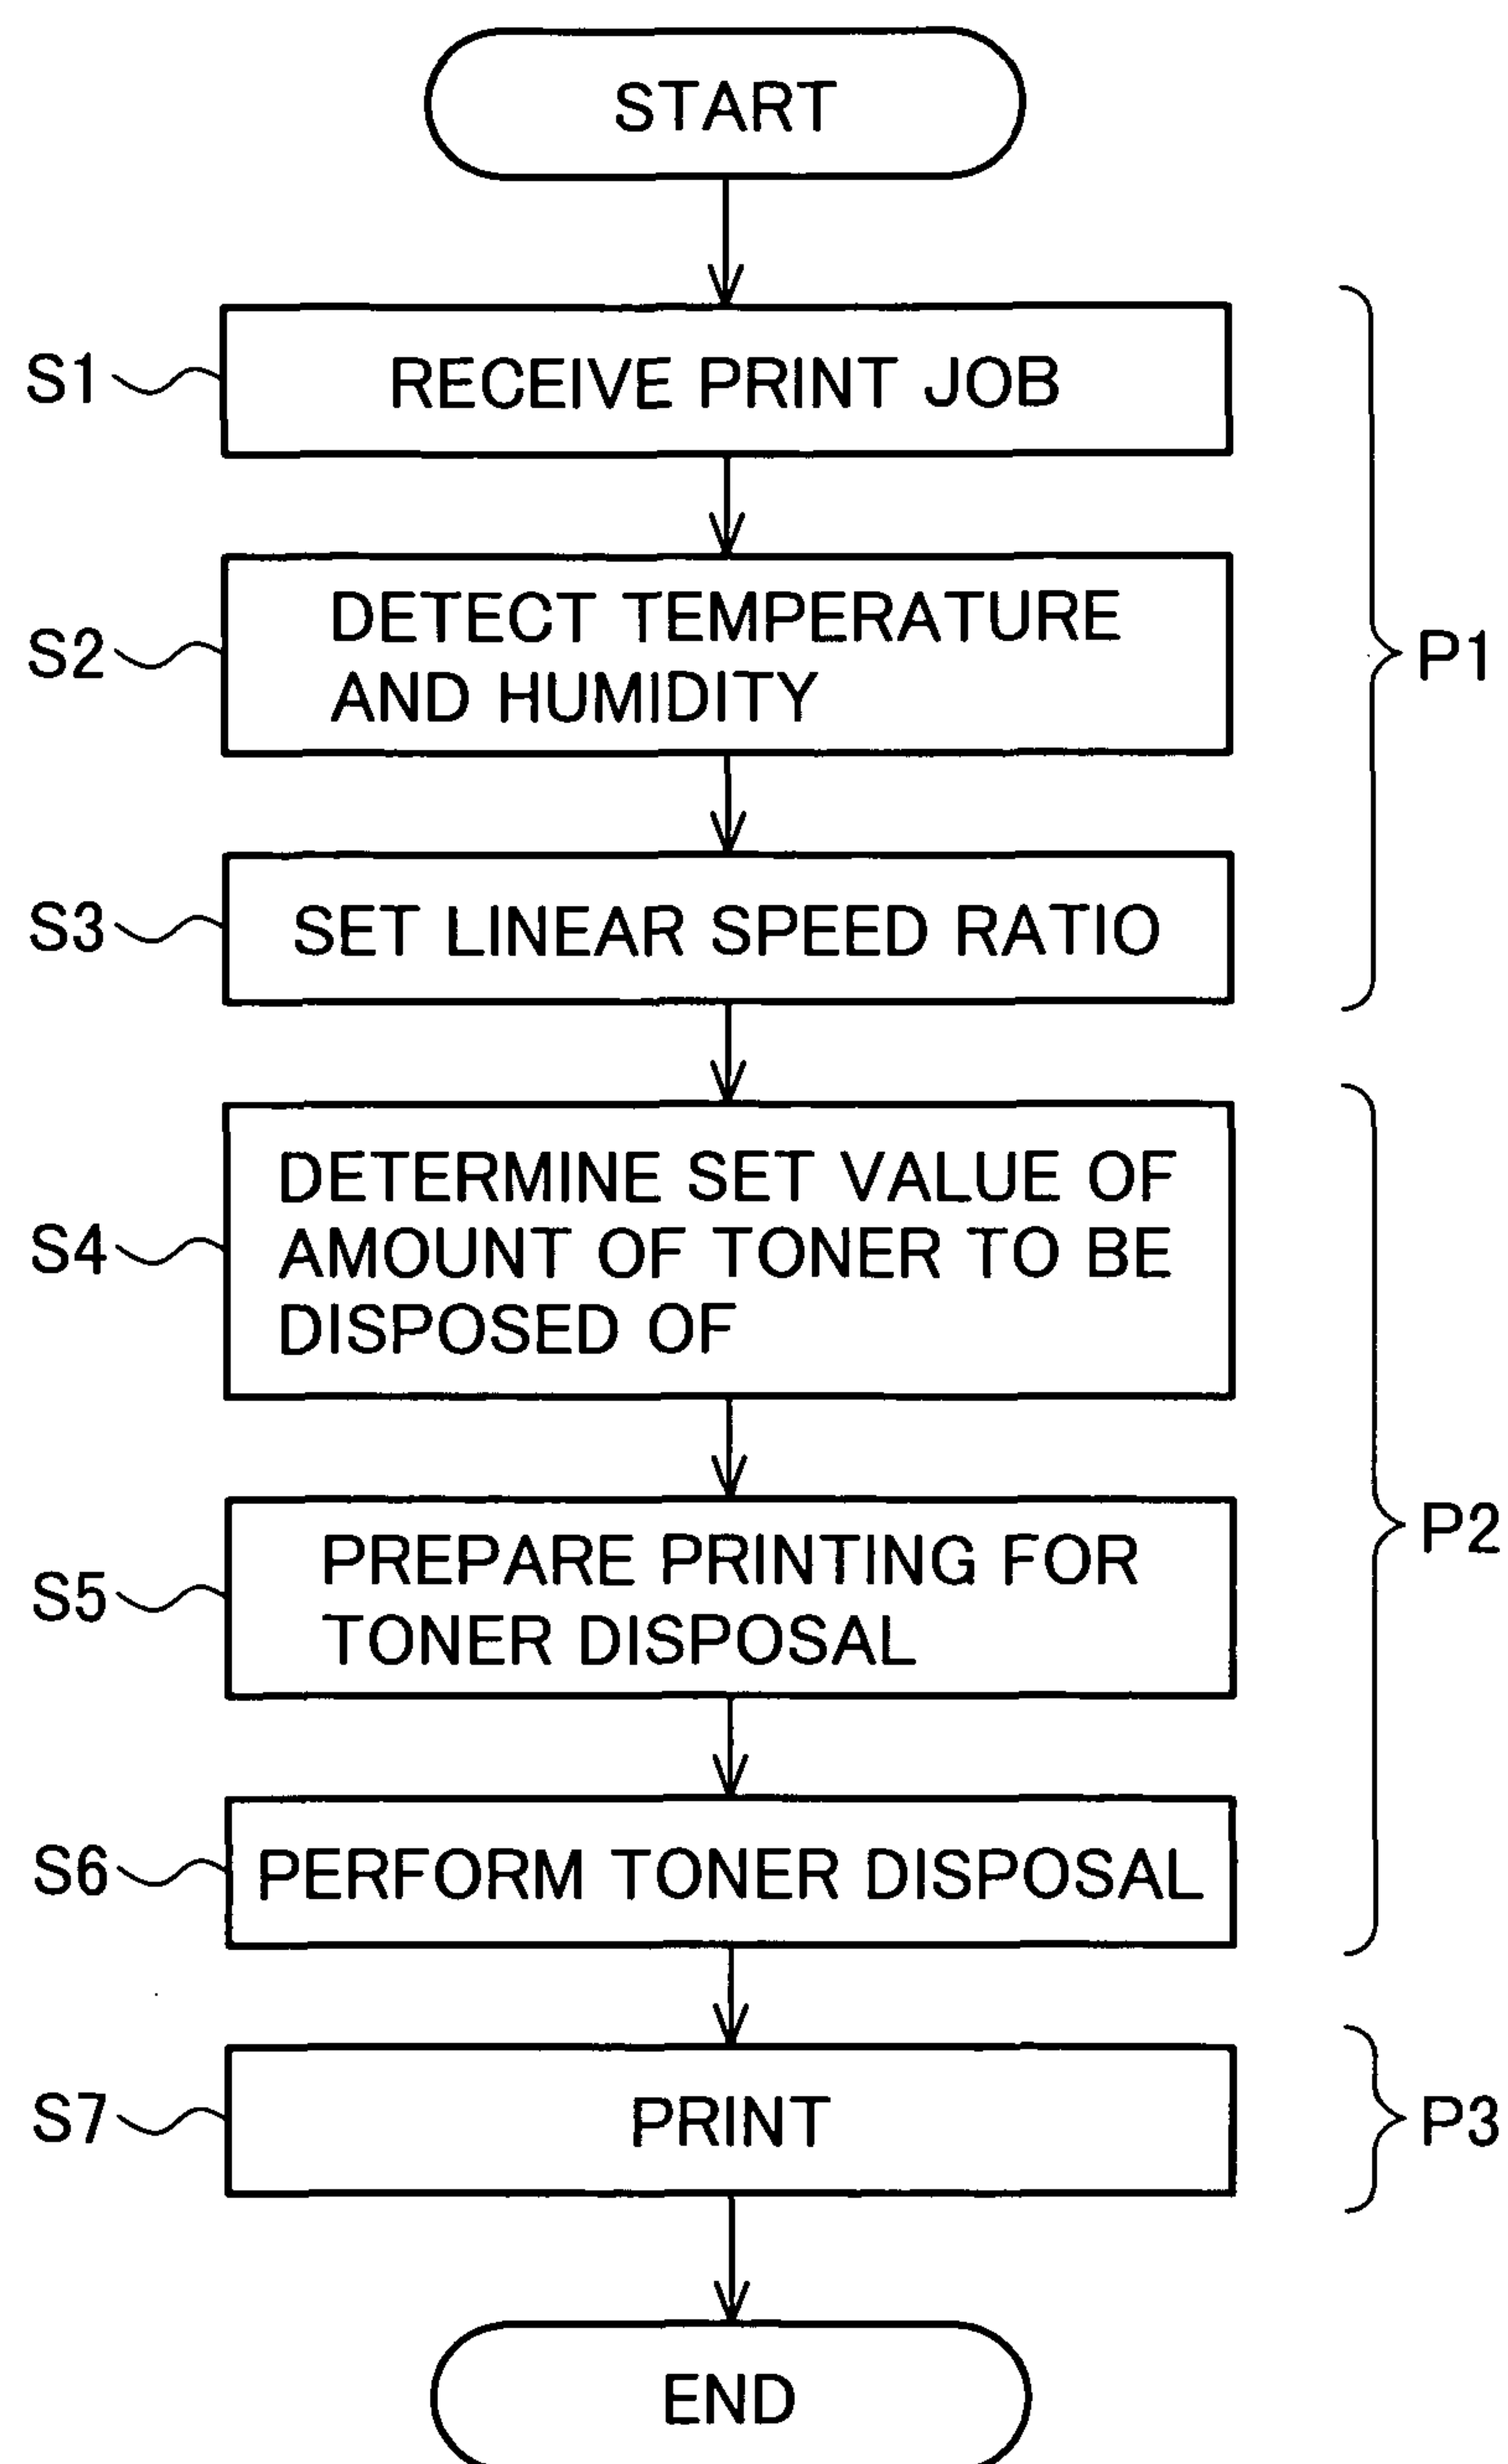 START
S1
RECEIVE PRINT JOB
S2
DETECT TEMPERATURE
AND HUMIDITY
P1
S3
SET LINEAR SPEED RATIO
S4
DETERMINE SET VALUE OF
AMOUNT OF TONER TO BE
DISPOSED OF
S5
PREPARE PRINTING FOR
TONER DISPOSAL
P2
S6
PERFORM TONER DISPOSAL
S7
PRINT
P3
END